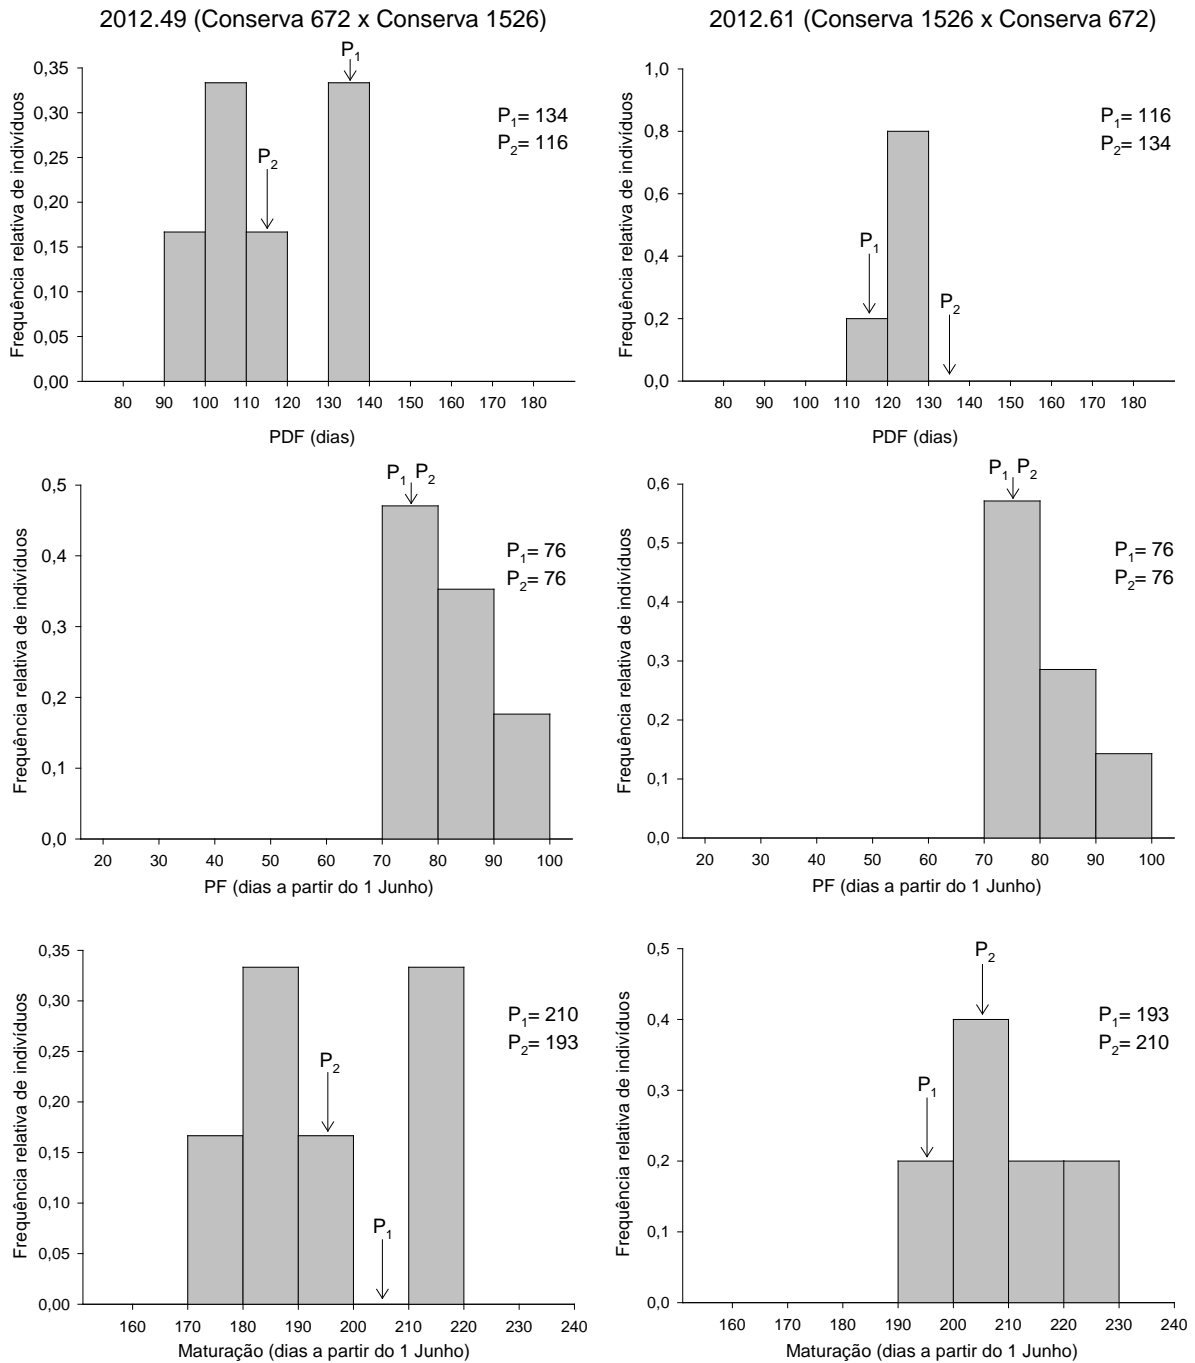 2012.49 (Conserva 672 x Conserva 1526)
2012.61 (Conserva 1526 x Conserva 672)
Frequência relativa de indivíduos
0,35
0,30
0,25
0,20
0,15
0,10
0,05
0,00
P1
P2
P1= 134
P2= 116
80 90 100 110 120 130 140 150 160 170 180
PDF (dias)
Frequência relativa de indivíduos
1,0
0,8
0,6
0,4
0,2
0,0
P1
P2
P1= 116
P2= 134
80 90 100 110 120 130 140 150 160 170 180
PDF (dias)
Frequência relativa de indivíduos
0,5
0,4
0,3
0,2
0,1
0,0
P1 P2
P1= 76
P2= 76
20 30 40 50 60 70 80 90 100
PF (dias a partir do 1 Junho)
Frequência relativa de indivíduos
0,6
0,5
0,4
0,3
0,2
0,1
0,0
P1 P2
P1= 76
P2= 76
20 30 40 50 60 70 80 90 100
PF (dias a partir do 1 Junho)
Frequência relativa de indivíduos
0,35
0,30
0,25
0,20
0,15
0,10
0,05
0,00
P2
P1
P1= 210
P2= 193
160 170 180 190 200 210 220 230 240
Maturação (dias a partir do 1 Junho)
Frequência relativa de indivíduos
0,5
0,4
0,3
0,2
0,1
0,0
P2
P1
P1= 193
P2= 210
160 170 180 190 200 210 220 230 240
Maturação (dias a partir do 1 Junho)